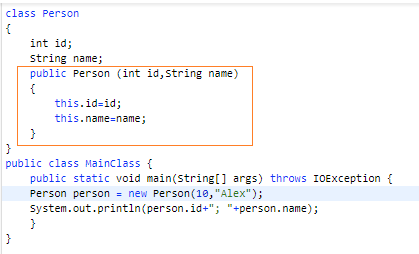 class Person
{
int id;
String name;
public Person (int id,String name)
{
this.id=id;
this.name=name;
}
}
public class MainClass {
public static void main(String[] args) throws IOException {
Person person = new Person(10,"Alex");
System.out.println(person.id+"; "+person.name);
}
}